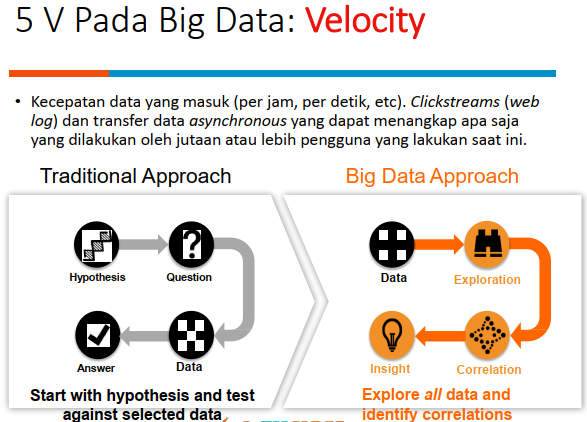 5 V Pada Big Data: Velocity
• Kecepatan data yang masuk (per jam, per detik, etc). Clickstreams (web
log) dan transfer data asynchronous yang dapat menangkap apa saja
yang dilakukan oleh jutaan atau lebih pengguna yang lakukan saat ini.
Traditional Approach
Hypothesis
Question
Answer
Data
Start with hypothesis and test
against selected data
Big Data Approach
Data
Exploration
Insight
Correlation
Explore all data and
identify correlations